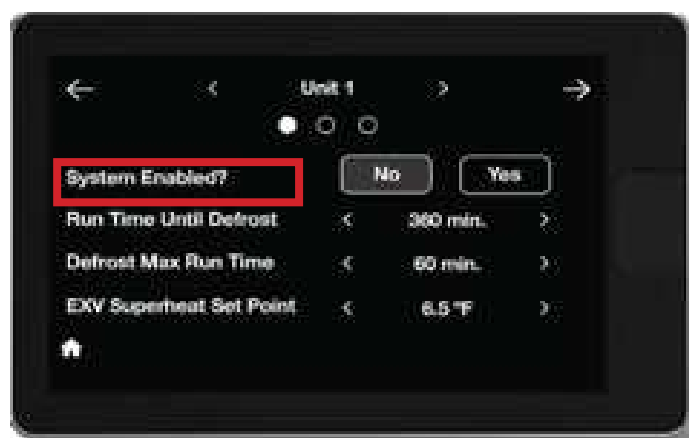 Unit 1
System Enabled? No Yes
Run Time Until Defrost 360 min.
Defrost Max Run Time 60 min.
EXV Superheat Set Point 6.5 °F